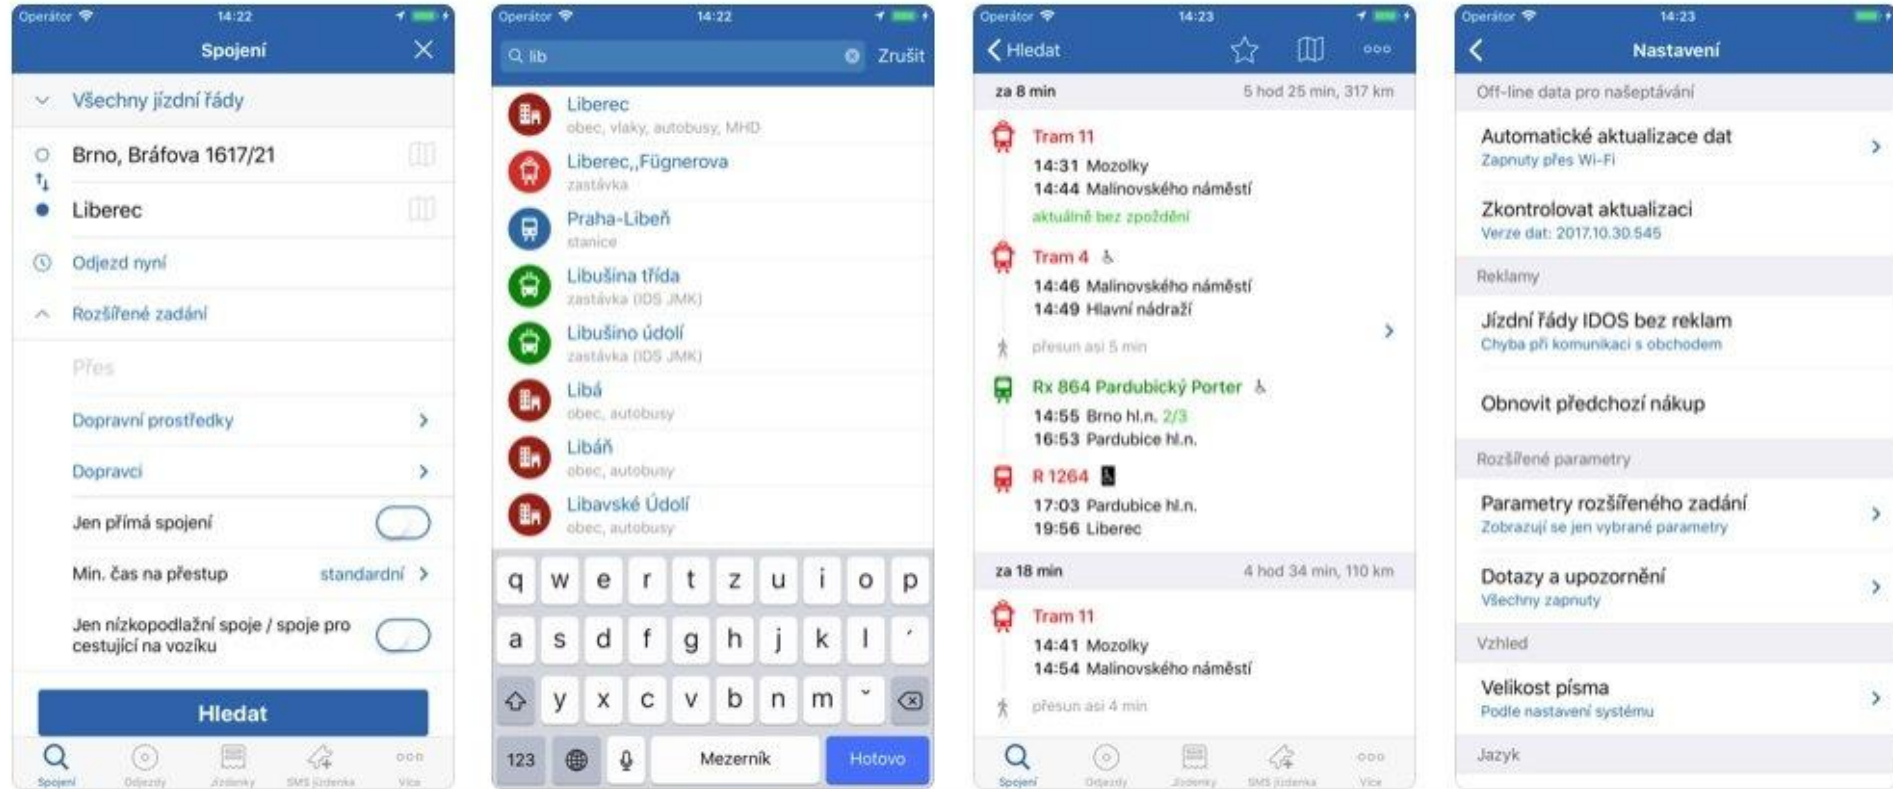 Operátor 14:22
Spojení
Všechny jízdní řády
Brno, Bráfova 1617/21
Liberec
Odjezd nyní
Rozšířené zadání
Přes
Dopravní prostředky
Dopravci
Jen přímá spojení
Min. čas na přestup standardní
Jen nízkopodlažní spoje / spoje pro
cestující na vozíku
Hledat
Spojení Odjezdy Jízdenky SMS jízdenka Více
Operátor 14:22
lib Zrušit
Liberec
obec, vlaky, autobusy, MHD
Liberec,,Fügnerova
zastávka
Praha-Libeň
stanice
Libušina třída
zastávka (IDS JMK)
Libušino údolí
zastávka (IDS JMK)
Libá
obec, autobusy
Libáň
obec, autobusy
Libavské Údolí
obec, autobusy
q w e r t z u i o p
a s d f g h j k l ´
y x c v b n m ˇ
123 Mezerník Hotovo
Operátor 14:23
Hledat
za 8 min 5 hod 25 min, 317 km
Tram 11
14:31 Mozolky
14:44 Malinovského náměstí
aktuálně bez zpoždění
Tram 4
14:46 Malinovského náměstí
14:49 Hlavní nádraží
přesun asi 5 min
Rx 864 Pardubický Porter
14:55 Brno hl.n. 2/3
16:53 Pardubice hl.n.
R 1264
17:03 Pardubice hl.n.
19:56 Liberec
za 18 min 4 hod 34 min, 110 km
Tram 11
14:41 Mozolky
14:54 Malinovského náměstí
přesun asi 4 min
Spojení Odjezdy Jízdenky SMS jízdenka Více
Operátor 14:23
Nastavení
Off-line data pro našeptávání
Automatické aktualizace dat
Zapnuty přes Wi-Fi
Zkontrolovat aktualizaci
Verze dat: 2017.10.30.545
Reklamy
Jízdní řády IDOS bez reklam
Chyba při komunikaci s obchodem
Obnovit předchozí nákup
Rozšířené parametry
Parametry rozšířeného zadání
Zobrazují se jen vybrané parametry
Dotazy a upozornění
Všechny zapnuty
Vzhled
Velikost písma
Podle nastavení systému
Jazyk